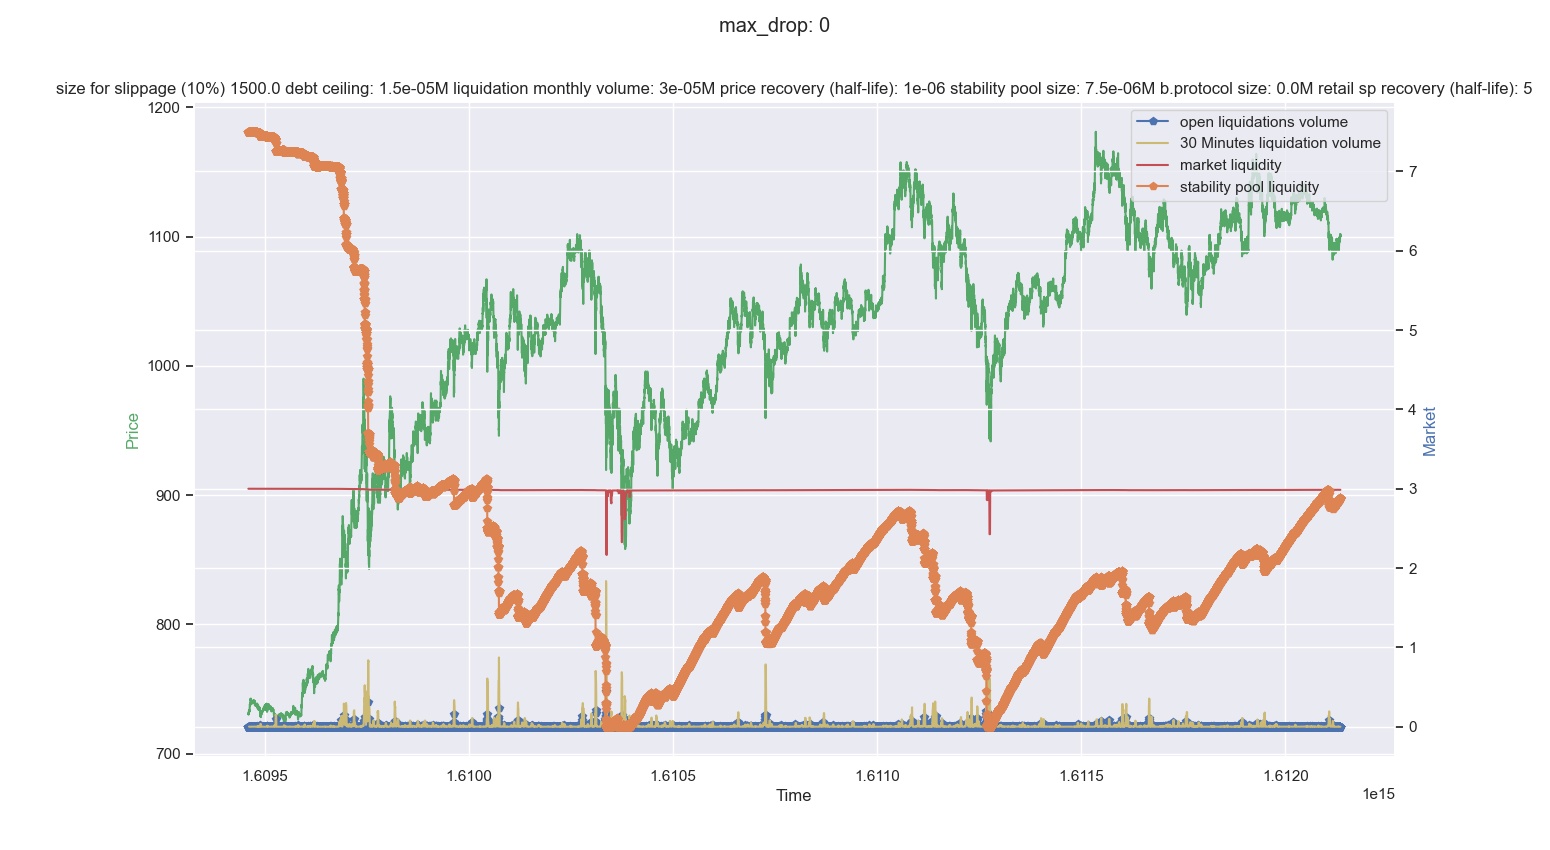 max_drop: 0
size for slippage (10%) 1500.0 debt ceiling: 1.5e-05M liquidation monthly volume: 3e-05M price recovery (half-life): 1e-06 stability pool size: 7.5e-06M b.protocol size: 0.0M retail sp recovery (half-life): 5
open liquidations volume
30 Minutes liquidation volume
market liquidity
stability pool liquidity
Price
1200
1100
1000
900
800
700
Market
7
6
5
4
3
2
1
0
1.6095
1.6100
1.6105
1.6110
1.6115
1.6120
1e15
Time